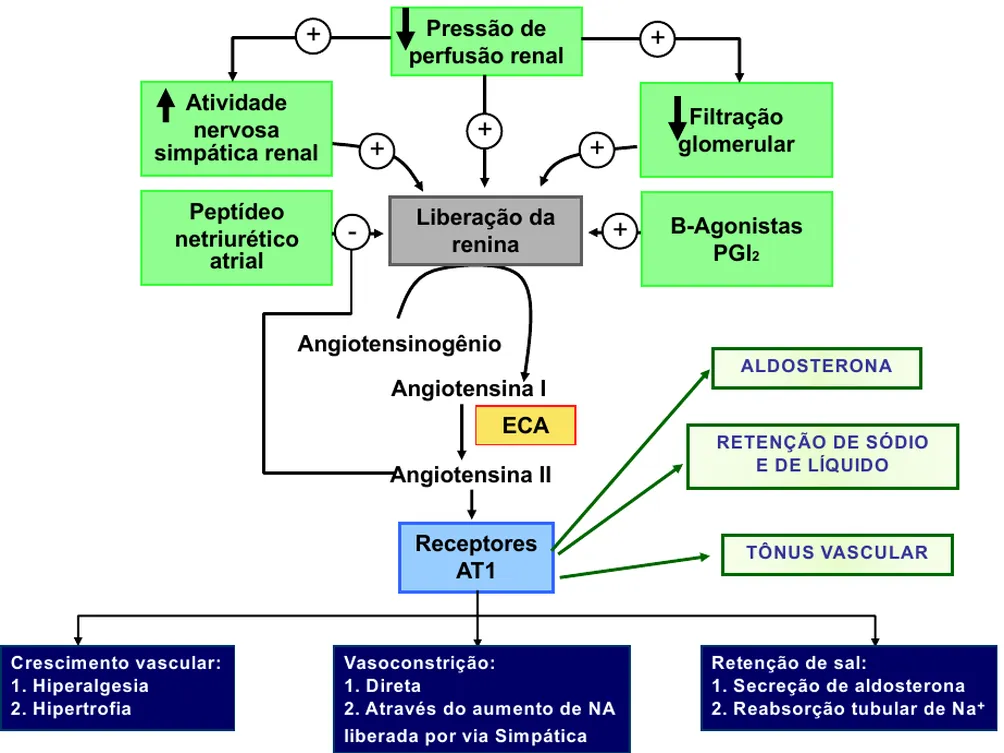 Pressão de
perfusão renal
+
+
Atividade
nervosa
simpática renal
Filtração
glomerular
+
+
+
Peptídeo
netriurético
atrial
-
Liberação da
renina
+
B-Agonistas
PGI₂
Angiotensinogênio
Angiotensina I
ECA
Angiotensina II
Receptores
AT1
ALDOSTERONA
RETENÇÃO DE SÓDIO
E DE LÍQUIDO
TÔNUS VASCULAR
Crescimento vascular:
1. Hiperalgesia
2. Hipertrofia
Vasoconstrição:
1. Direta
2. Através do aumento de NA
liberada por via Simpática
Retenção de sal:
1. Secreção de aldosterona
2. Reabsorção tubular de Na⁺